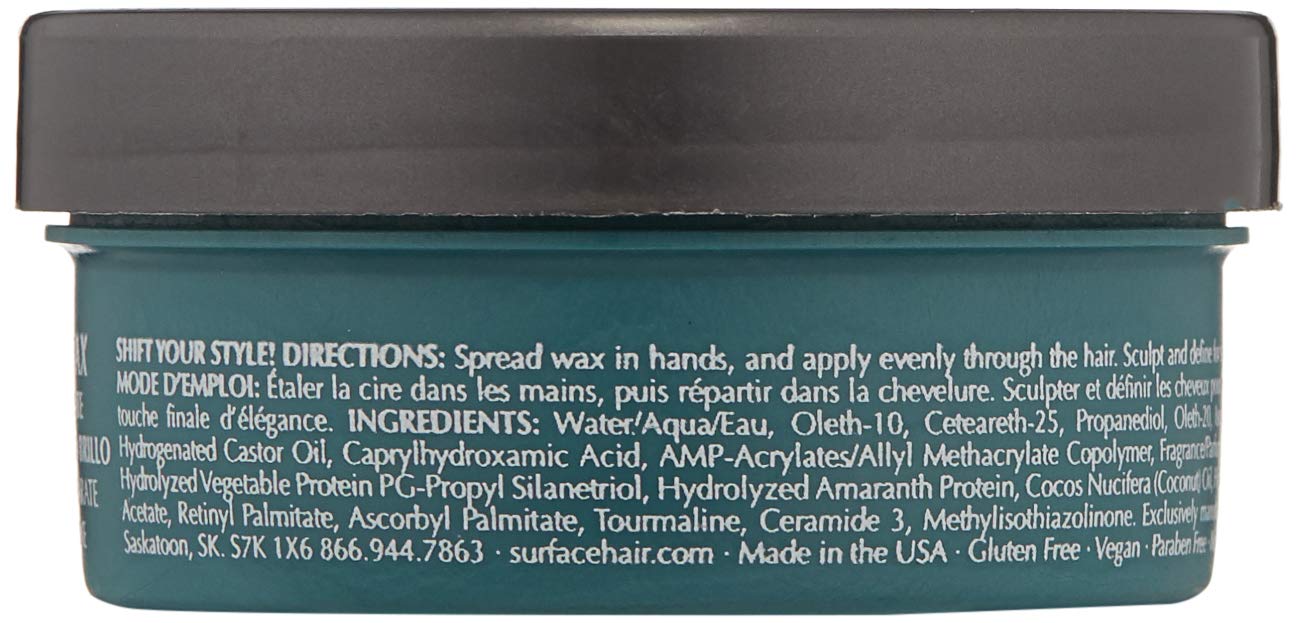 SHIFT YOUR STYLE! DIRECTIONS: Spread wax in hands, and apply evenly through the hair. Sculpt and define
MODE D'EMPLOI: Étaler la cire dans les mains, puis répartir dans la chevelure. Sculpter et définir les cheveux
touche finale d'élégance. INGREDIENTS: Water/Aqua/Eau, Oleth-10, Ceteareth-25, Propanediol, Oleth-20,
Hydrogenated Castor Oil, Caprylhydroxamic Acid, AMP-Acrylates/Allyl Methacrylate Copolymer,
Hydrolyzed Vegetable Protein PG-Propyl Silanetriol, Hydrolyzed Amaranth Protein, Cocos Nucifera (Coconut) Oil,
Acetate, Retinyl Palmitate, Ascorbyl Palmitate, Tourmaline, Ceramide 3, Methylisothiazolinone. Exclusively
Saskatoon, SK. S7K 1X6 866.944.7863 · surfacehair.com · Made in the USA · Gluten Free · Vegan · Paraben Free